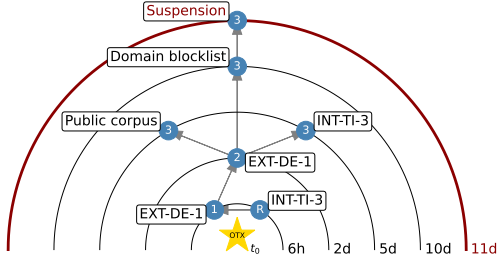 Suspension
3
Domain blocklist
3
Public corpus
3
3
INT-TI-3
2
EXT-DE-1
EXT-DE-1
1
R
INT-TI-3
OTX
t0
6h
2d
5d
10d
11d